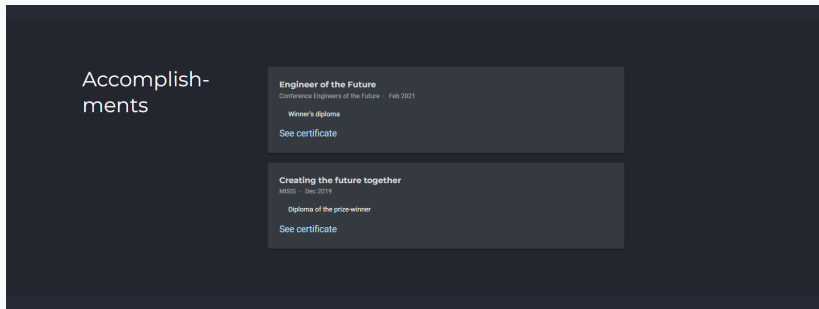 Accomplish-
ments
Engineer of the Future
Conference Engineers of the Future · Feb 2021
Winner's diploma
See certificate
Creating the future together
MISIS · Dec 2019
Diploma of the prize-winner
See certificate